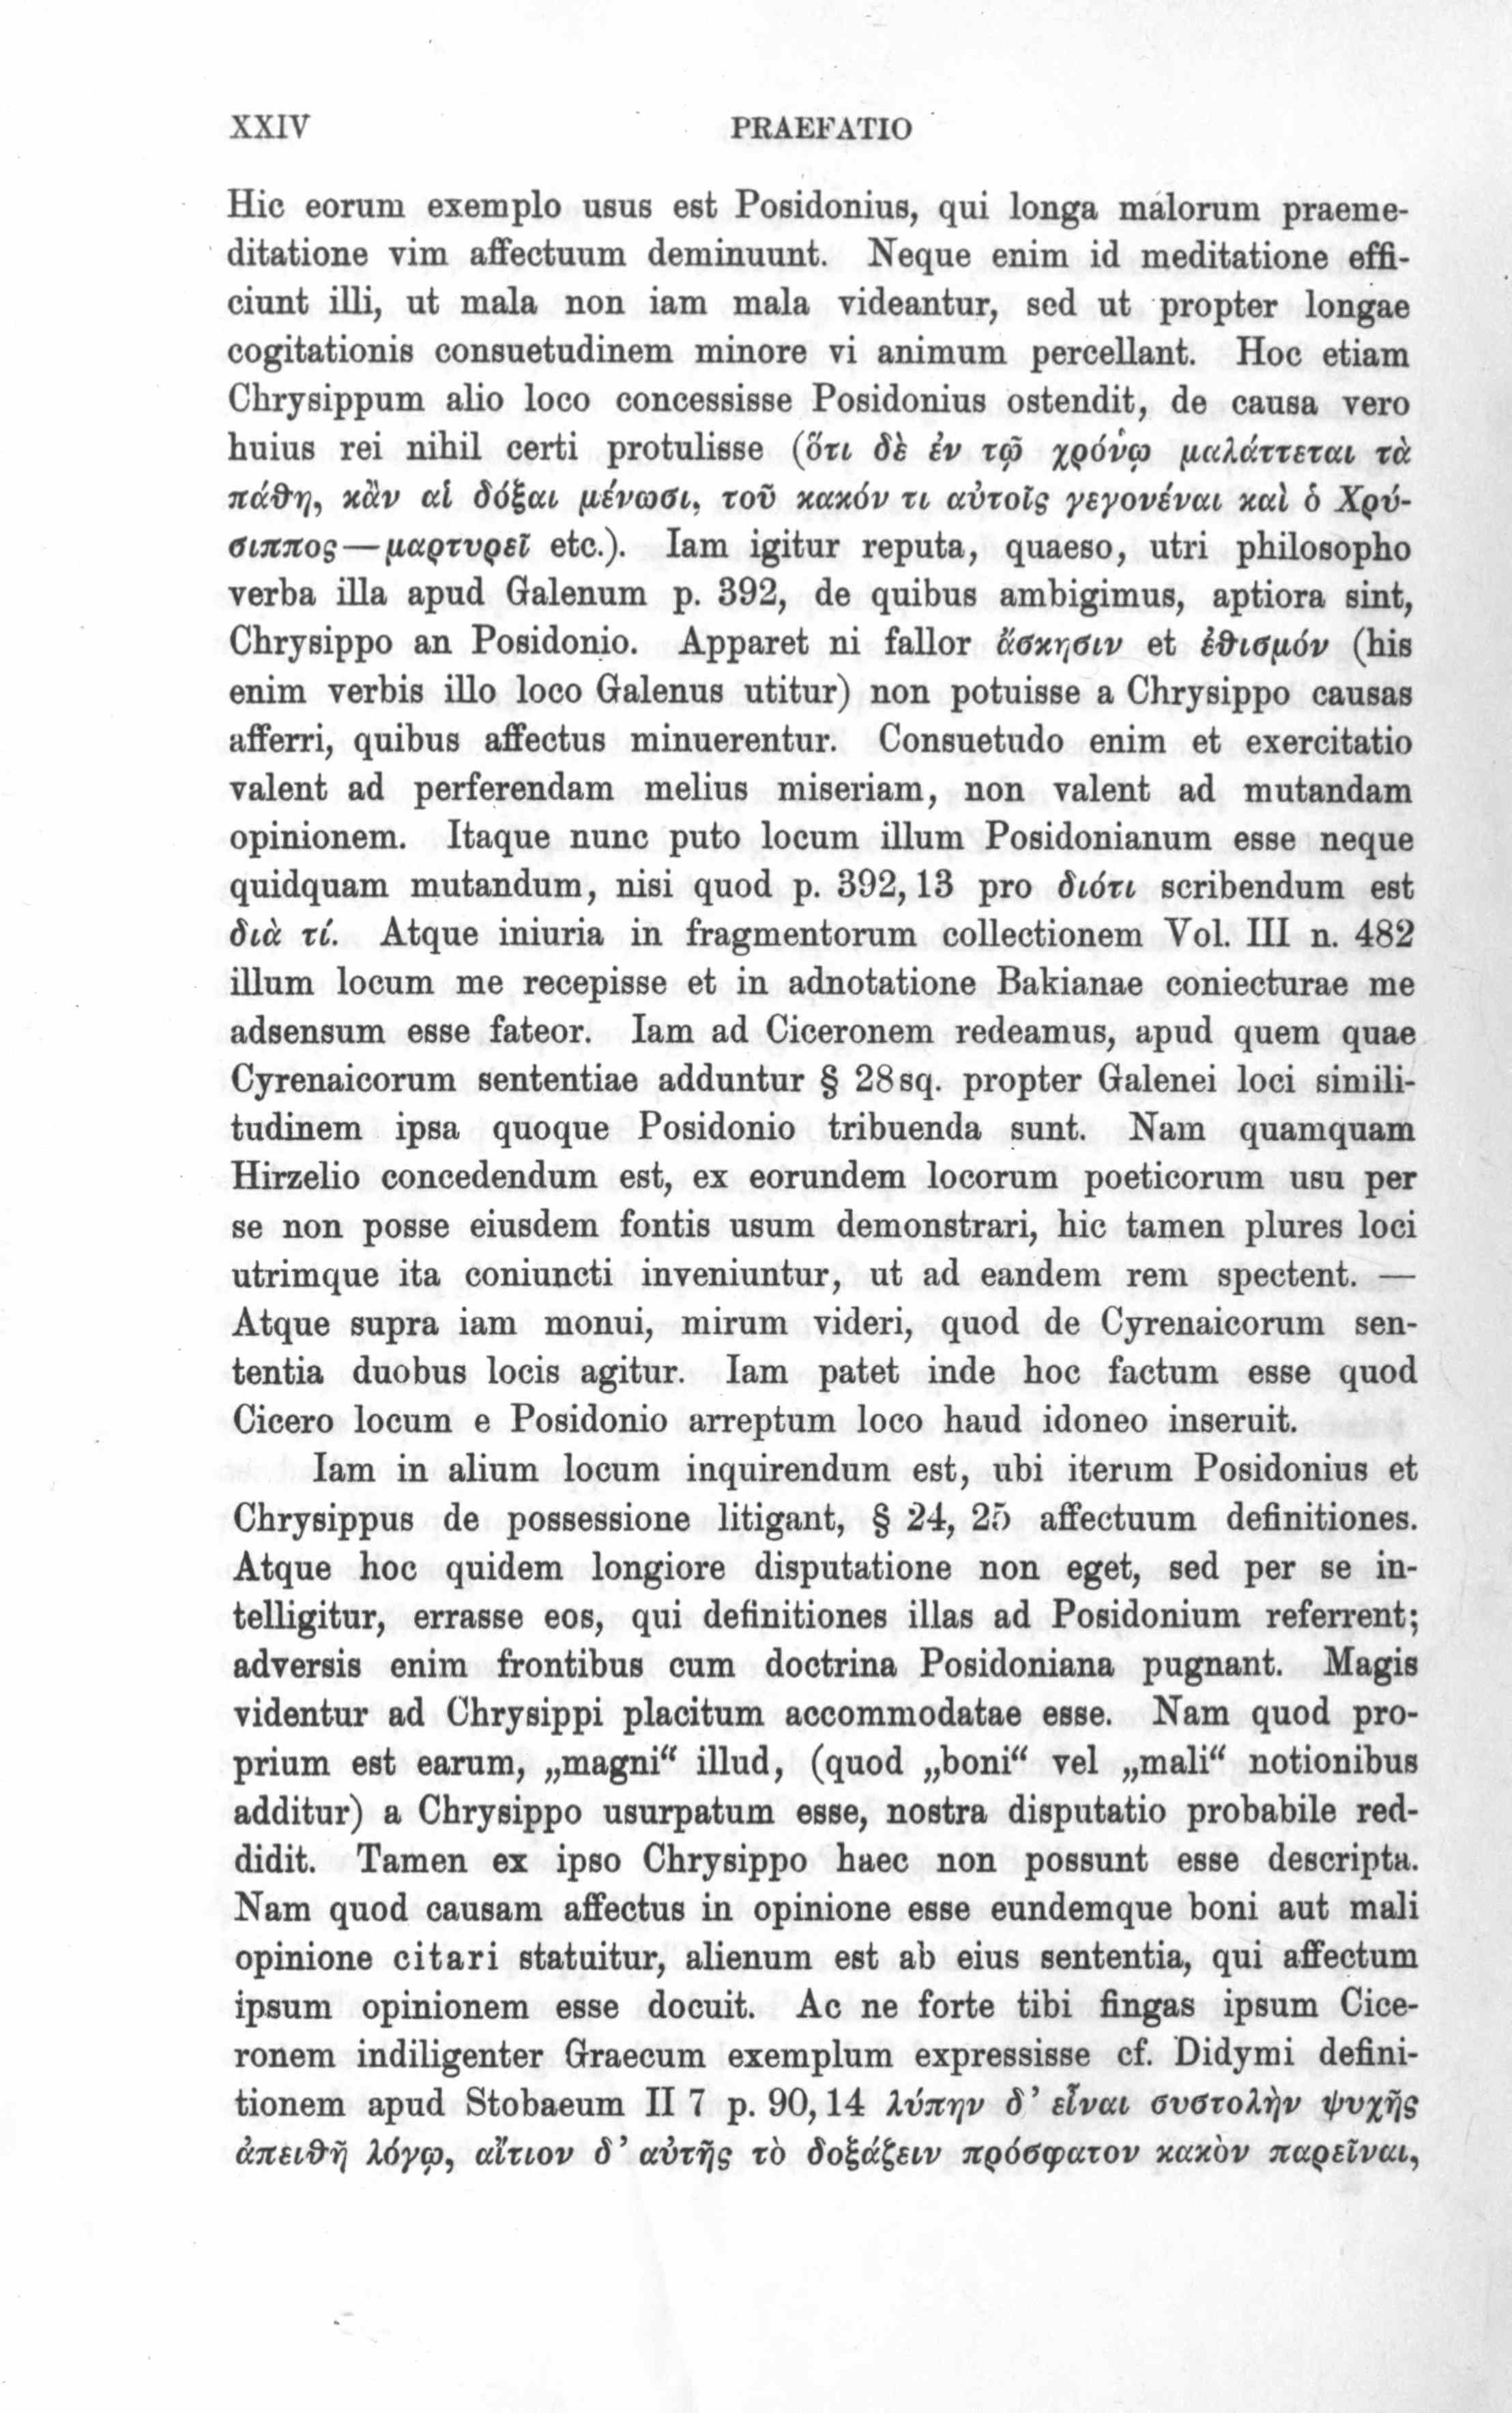 XXIV PRAEFATIO
Hic eorum exemplo usus est Posidonius, qui longa malorum praeme-
ditatione vim affectuum deminuunt. Neque enim id meditatione effi-
ciunt illi, ut mala non iam mala videantur, sed ut propter longae
cogitationis consuetudinem minore vi animum percellant. Hoc etiam
Chrysippum alio loco concessisse Posidonius ostendit, de causa vero
huius rei nihil certi protulisse (ὅτι δὲ ἐν τῷ χρόνῳ μαλάττεται τὰ
πάθη, κἂν αἱ δόξαι μένωσι, τοῦ κακόν τι αὐτοῖς γεγονέναι καὶ ὁ Χρύ-
σιππος—μαρτυρεῖ etc.). Iam igitur reputa, quaeso, utri philosopho
verba illa apud Galenum p. 392, de quibus ambigimus, aptiora sint,
Chrysippo an Posidonio. Apparet ni fallor ἄσκησιν et ἐθισμόν (his
enim verbis illo loco Galenus utitur) non potuisse a Chrysippo causas
afferri, quibus affectus minuerentur. Consuetudo enim et exercitatio
valent ad perferendam melius miseriam, non valent ad mutandam
opinionem. Itaque nunc puto locum illum Posidonianum esse neque
quidquam mutandum, nisi quod p. 392, 13 pro διότι scribendum est
διὰ τί. Atque iniuria in fragmentorum collectionem Vol. III n. 482
illum locum me recepisse et in adnotatione Bakianae coniecturae me
adsensum esse fateor. Iam ad Ciceronem redeamus, apud quem quae
Cyrenaicorum sententiae adduntur § 28 sq. propter Galenei loci simili-
tudinem ipsa quoque Posidonio tribuenda sunt. Nam quamquam
Hirzelio concedendum est, ex eorundem locorum poeticorum usu per
se non posse eiusdem fontis usum demonstrari, hic tamen plures loci
utrimque ita coniuncti inveniuntur, ut ad eandem rem spectent. —
Atque supra iam monui, mirum videri, quod de Cyrenaicorum sen-
tentia duobus locis agitur. Iam patet inde hoc factum esse quod
Cicero locum e Posidonio arreptum loco haud idoneo inseruit.
Iam in alium locum inquirendum est, ubi iterum Posidonius et
Chrysippus de possessione litigant, § 24, 25 affectuum definitiones.
Atque hoc quidem longiore disputatione non eget, sed per se in-
telligitur, errasse eos, qui definitiones illas ad Posidonium referrent;
adversis enim frontibus cum doctrina Posidoniana pugnant. Magis
videntur ad Chrysippi placitum accommodatae esse. Nam quod pro-
prium est earum, „magni“ illud, (quod „boni“ vel „mali“ notionibus
additur) a Chrysippo usurpatum esse, nostra disputatio probabile red-
didit. Tamen ex ipso Chrysippo haec non possunt esse descripta.
Nam quod causam affectus in opinione esse eundemque boni aut mali
opinione citari statuitur, alienum est ab eius sententia, qui affectum
ipsum opinionem esse docuit. Ac ne forte tibi fingas ipsum Cice-
ronem indiligenter Graecum exemplum expressisse cf. Didymi defini-
tionem apud Stobaeum II 7 p. 90, 14 λύπην δ’ εἶναι συστολὴν ψυχῆς
ἀπειθῆ λόγῳ, αἴτιον δ’ αὐτῆς τὸ δοξάζειν πρόσφατον κακὸν παρεῖναι,